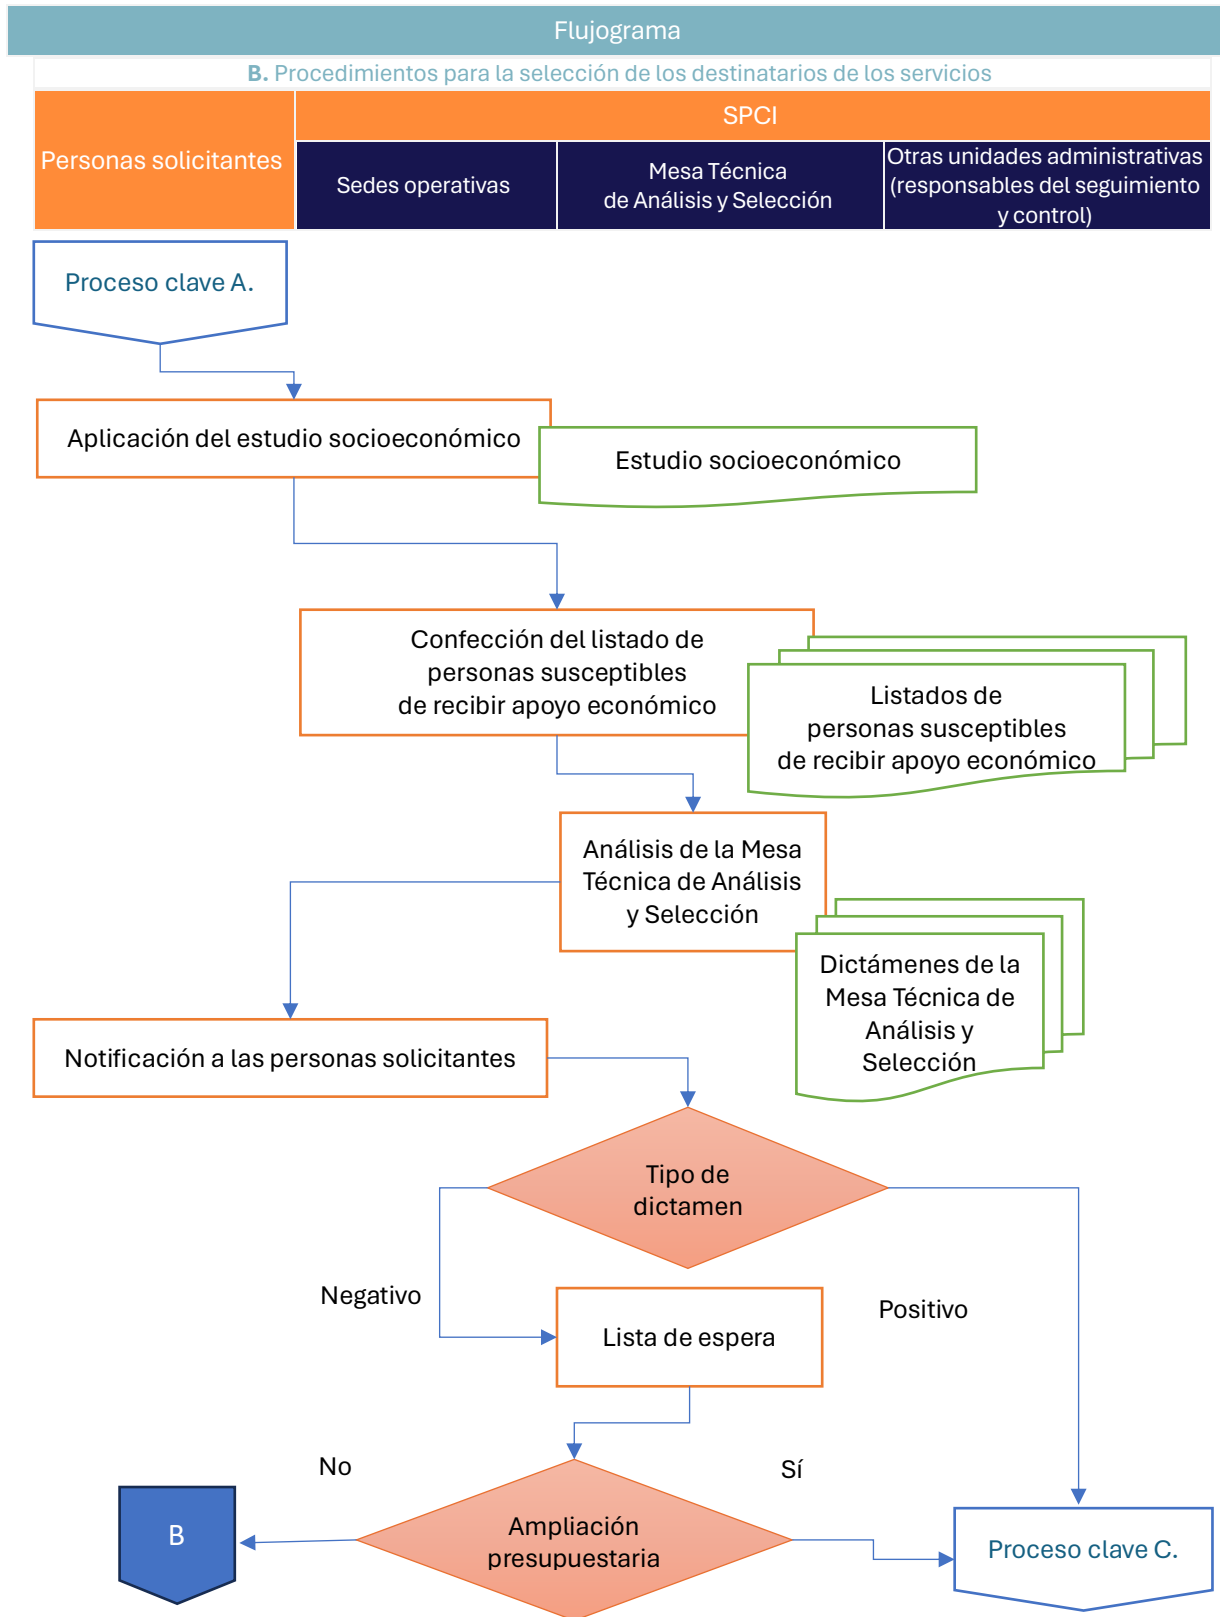 Flujograma
B. Procedimientos para la selección de los destinatarios de los servicios
Personas solicitantes
SPCI
Sedes operativas
Mesa Técnica
de Análisis y Selección
Otras unidades administrativas
(responsables del seguimiento
y control)
Proceso clave A.
Aplicación del estudio socioeconómico
Estudio socioeconómico
Confección del listado de
personas susceptibles
de recibir apoyo económico
Listados de
personas susceptibles
de recibir apoyo económico
Análisis de la Mesa
Técnica de Análisis
y Selección
Dictámenes de la
Mesa Técnica de
Análisis y
Selección
Notificación a las personas solicitantes
Tipo de
dictamen
Negativo
Positivo
Lista de espera
No
Sí
B
Ampliación
presupuestaria
Proceso clave C.